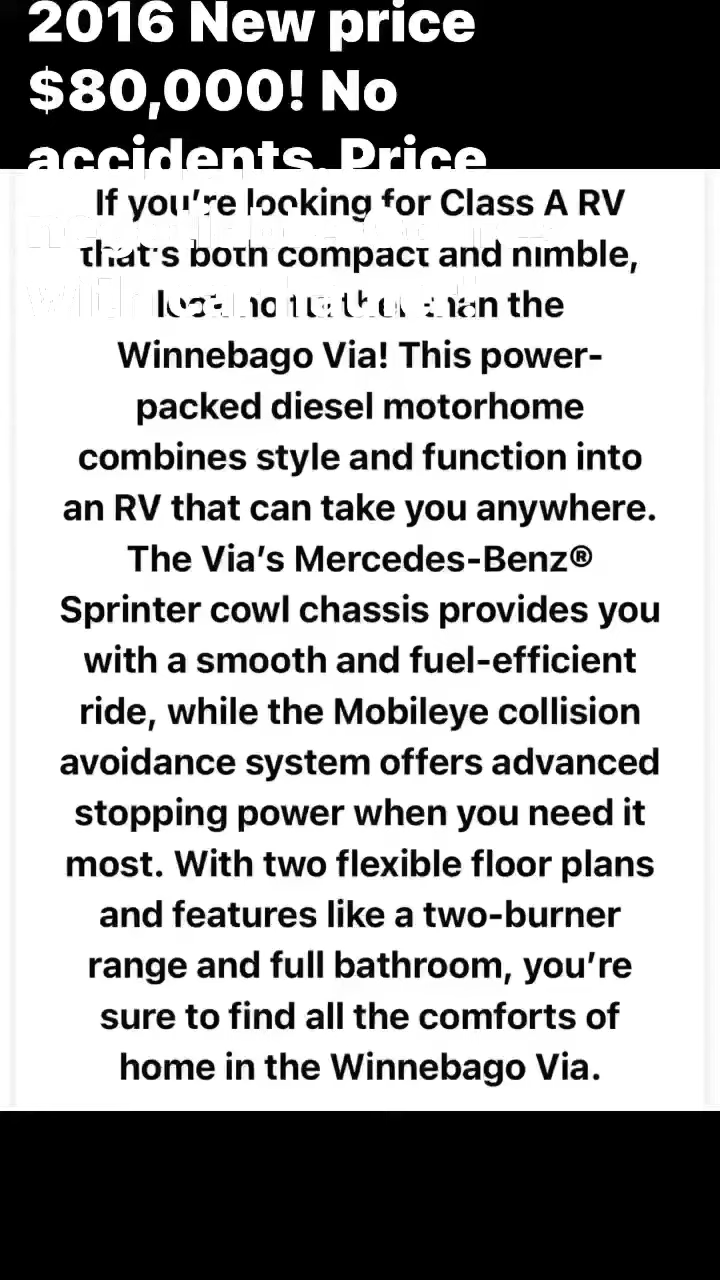 2016 New price
$80,000! No
accidents. Price
If you're looking for Class A RV
that's both compact and nimble,
look no further than the
Winnebago Via! This power-
packed diesel motorhome
combines style and function into
an RV that can take you anywhere.
The Via's Mercedes-Benz®
Sprinter cowl chassis provides you
with a smooth and fuel-efficient
ride, while the Mobileye collision
avoidance system offers advanced
stopping power when you need it
most. With two flexible floor plans
and features like a two-burner
range and full bathroom, you're
sure to find all the comforts of
home in the Winnebago Via.